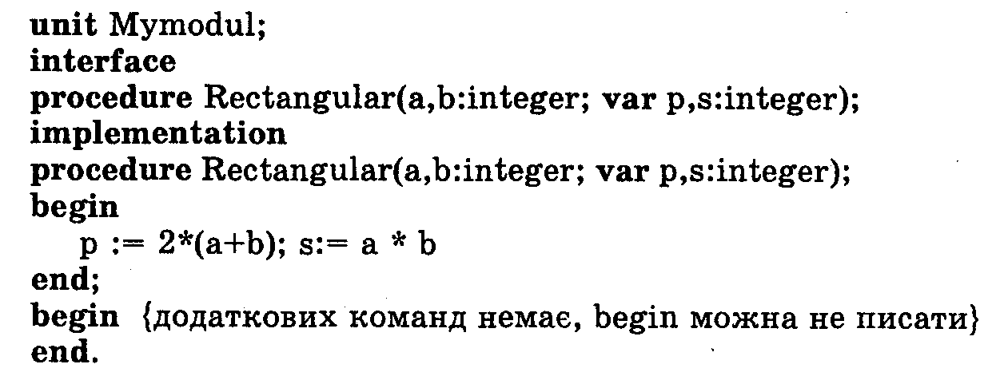 unit Mymodul;
interface
procedure Rectangular(a,b:integer; var p,s:integer);
implementation
procedure Rectangular(a,b:integer; var p,s:integer);
begin
p := 2*(a+b); s:= a * b
end;
begin {додаткових команд немає, begin можна не писати}
end.